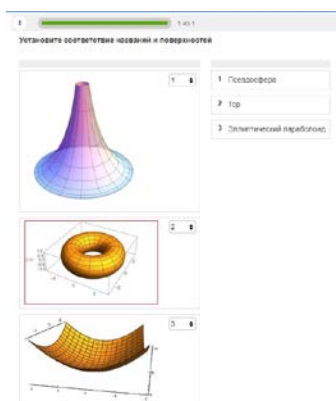 1 из 1
Установите соответствие названий и поверхностей
1
1 Псевдосфера
2 Тор
3 Эллиптический параболоид
2
3